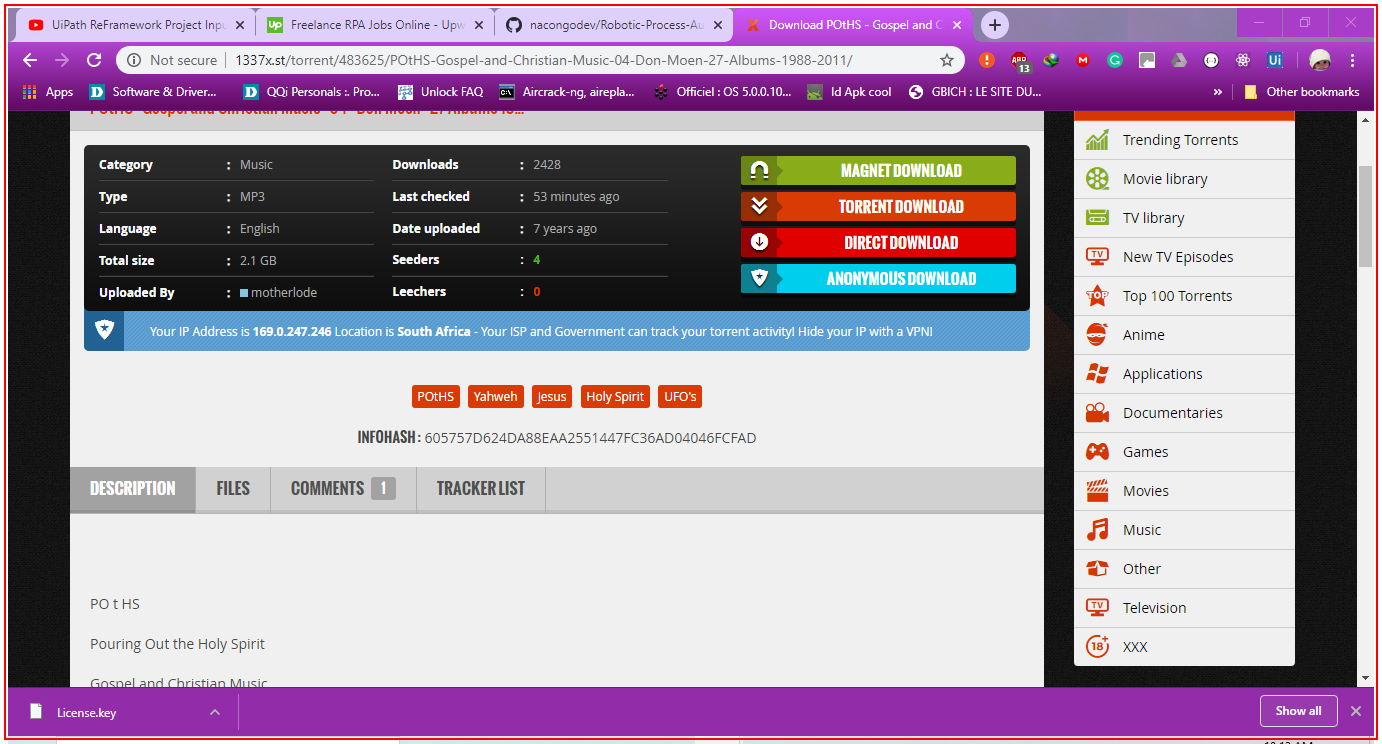 UiPath ReFramework Project Inpu
Freelance RPA Jobs Online - Upw
nacongodev/Robotic-Process-Au
Download POtHS - Gospel and C
Not secure | 1337x.st/torrent/483625/POtHS-Gospel-and-Christian-Music-04-Don-Moen-27-Albums-1988-2011/
ABP
13
M
G
Ui
Apps
Software & Driver...
QQi Personals :. Pro...
Unlock FAQ
Aircrack-ng, airepla...
Officiel : OS 5.0.0.10...
Id Apk cool
GBICH : LE SITE DU...
»
Other bookmarks
Category : Music
Downloads : 2428
Type : MP3
Last checked : 53 minutes ago
Language : English
Date uploaded : 7 years ago
Total size : 2.1 GB
Seeders : 4
Uploaded By : motherlode
Leechers : 0
MAGNET DOWNLOAD
TORRENT DOWNLOAD
DIRECT DOWNLOAD
ANONYMOUS DOWNLOAD
Your IP Address is 169.0.247.246 Location is South Africa - Your ISP and Government can track your torrent activity! Hide your IP with a VPN!
POtHS Yahweh Jesus Holy Spirit UFO's
INFOHASH : 605757D624DA88EAA2551447FC36AD04046FCFAD
DESCRIPTION
FILES
COMMENTS 1
TRACKER LIST
PO t HS
Pouring Out the Holy Spirit
Gospel and Christian Music
Trending Torrents
Movie library
TV library
TV New TV Episodes
TOP Top 100 Torrents
Anime
Applications
Documentaries
Games
Movies
Music
Other
TV Television
18+ XXX
License.key
Show all